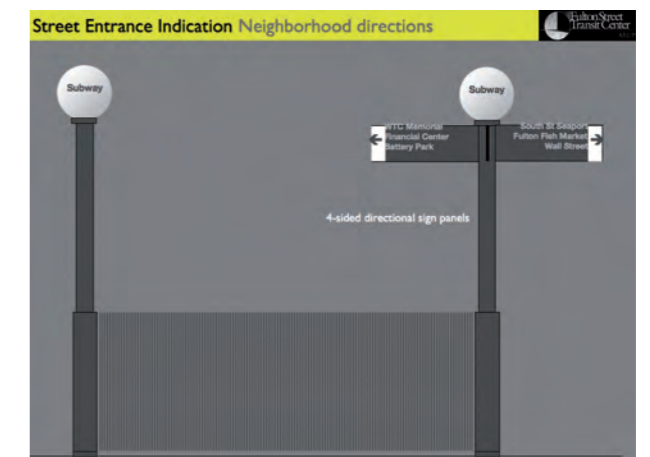 Street Entrance Indication Neighborhood directions
Fulton Street
Transit Center
Subway
Subway
WTC Memorial
Financial Center
Battery Park
South St Seaport
Fulton Fish Market
Wall Street
4-sided directional sign panels